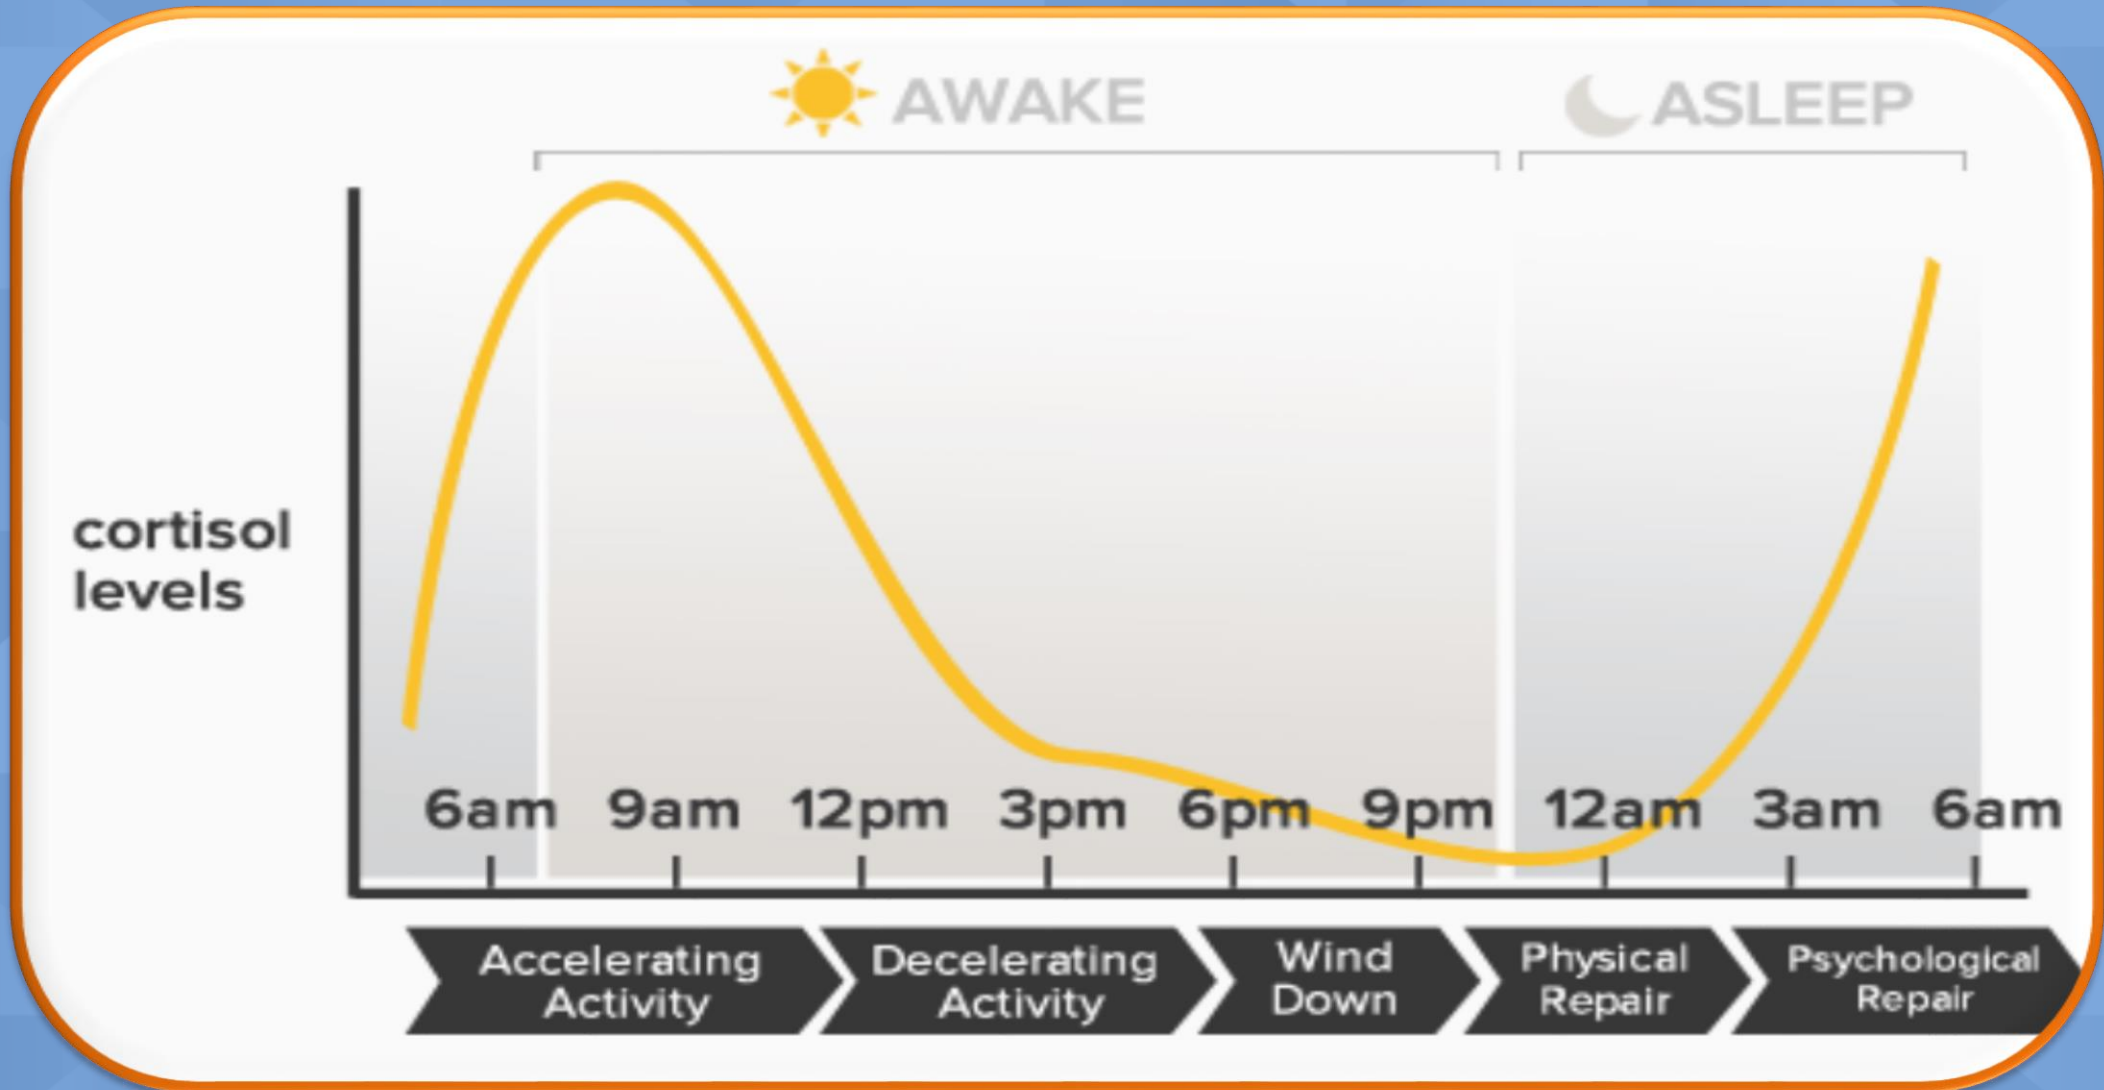 AWAKE
ASLEEP
cortisol
levels
6am 9am 12pm 3pm 6pm 9pm 12am 3am 6am
Accelerating
Activity
Decelerating
Activity
Wind
Down
Physical
Repair
Psychological
Repair